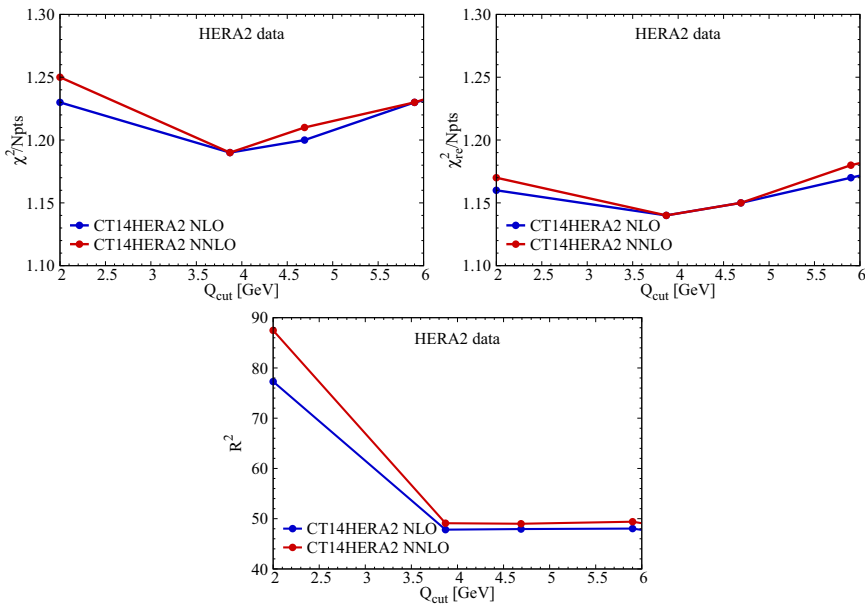 HERA2 data
χ²/Npts
1.30
1.25
1.20
1.15
1.10
CT14HERA2 NLO
CT14HERA2 NNLO
2 2.5 3 3.5 4 4.5 5 5.5 6
Q_cut [GeV]
HERA2 data
χ²_re/Npts
1.30
1.25
1.20
1.15
1.10
CT14HERA2 NLO
CT14HERA2 NNLO
2 2.5 3 3.5 4 4.5 5 5.5 6
Q_cut [GeV]
HERA2 data
R²
90
80
70
60
50
40
CT14HERA2 NLO
CT14HERA2 NNLO
2 2.5 3 3.5 4 4.5 5 5.5 6
Q_cut [GeV]